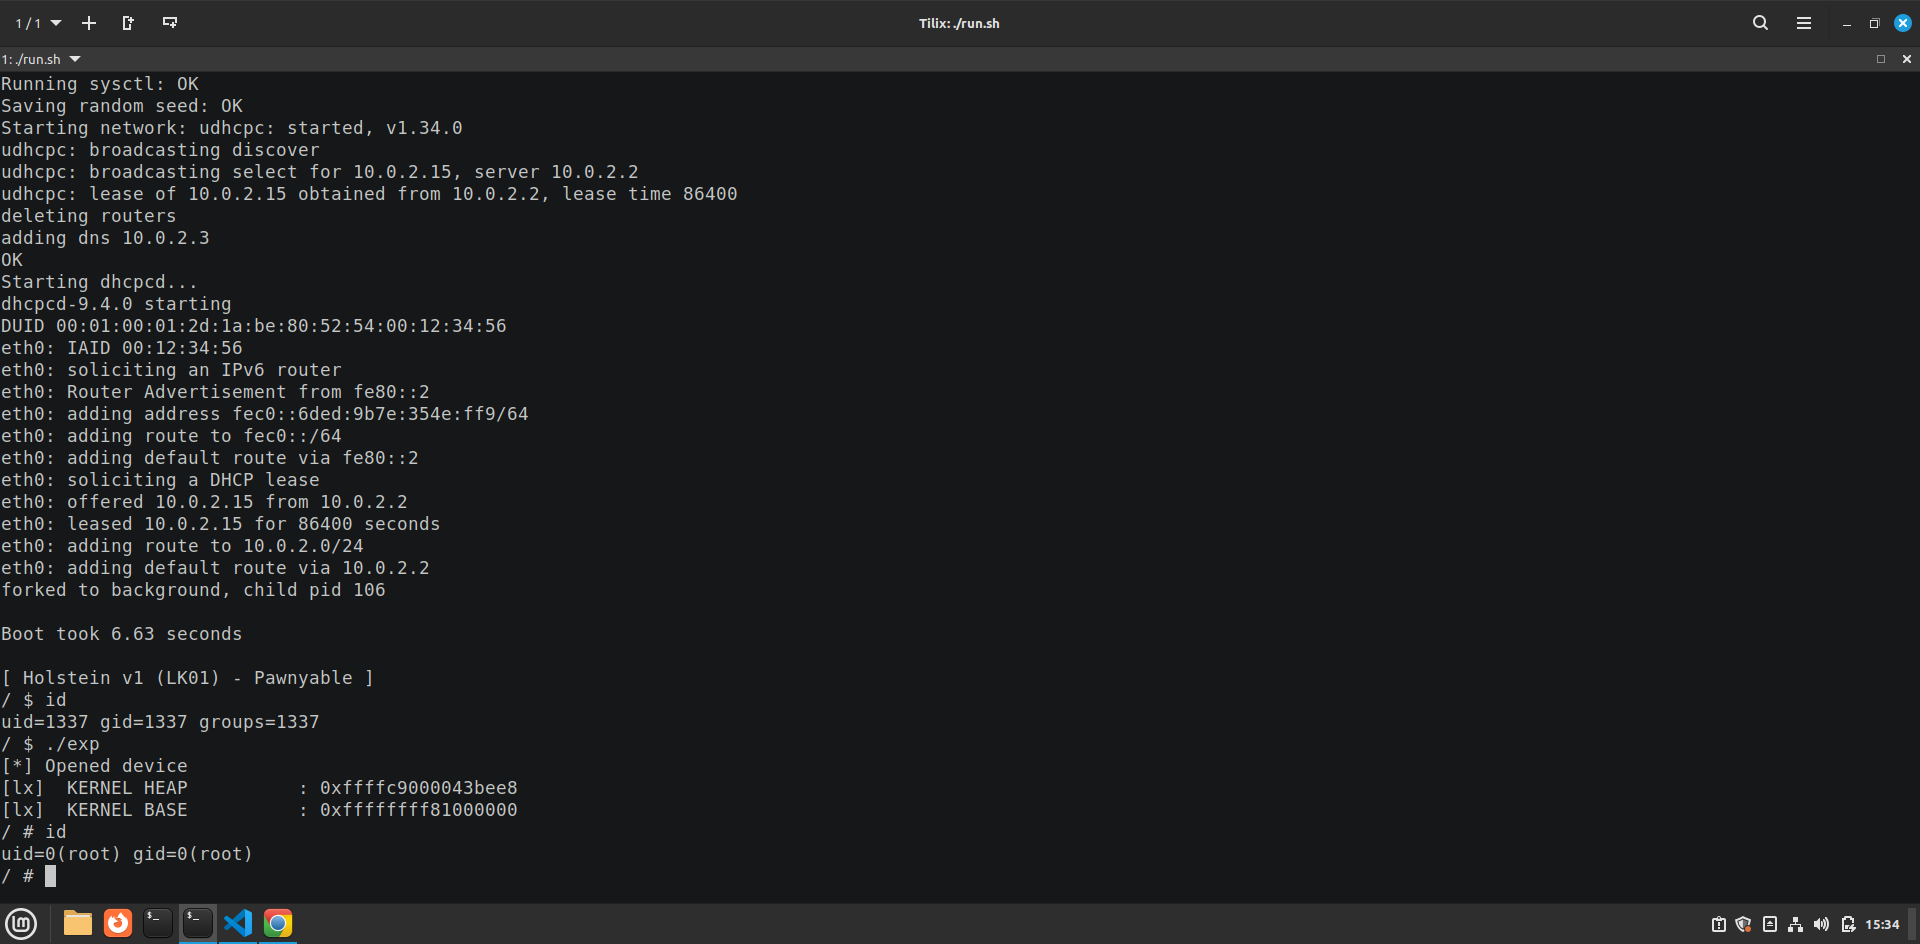 1 / 1
Tilix: ./run.sh
1: ./run.sh
Running sysctl: OK
Saving random seed: OK
Starting network: udhcpc: started, v1.34.0
udhcpc: broadcasting discover
udhcpc: broadcasting select for 10.0.2.15, server 10.0.2.2
udhcpc: lease of 10.0.2.15 obtained from 10.0.2.2, lease time 86400
deleting routers
adding dns 10.0.2.3
OK
Starting dhcpcd...
dhcpcd-9.4.0 starting
DUID 00:01:00:01:2d:1a:be:80:52:54:00:12:34:56
eth0: IAID 00:12:34:56
eth0: soliciting an IPv6 router
eth0: Router Advertisement from fe80::2
eth0: adding address fec0::6ded:9b7e:354e:ff9/64
eth0: adding route to fec0::/64
eth0: adding default route via fe80::2
eth0: soliciting a DHCP lease
eth0: offered 10.0.2.15 from 10.0.2.2
eth0: leased 10.0.2.15 for 86400 seconds
eth0: adding route to 10.0.2.0/24
eth0: adding default route via 10.0.2.2
forked to background, child pid 106
Boot took 6.63 seconds
[ Holstein v1 (LK01) - Pawnyable ]
/ $ id
uid=1337 gid=1337 groups=1337
/ $ ./exp
[*] Opened device
[lx]  KERNEL HEAP          : 0xffffc9000043bee8
[lx]  KERNEL BASE          : 0xffffffff81000000
/ # id
uid=0(root) gid=0(root)
/ #
15:34